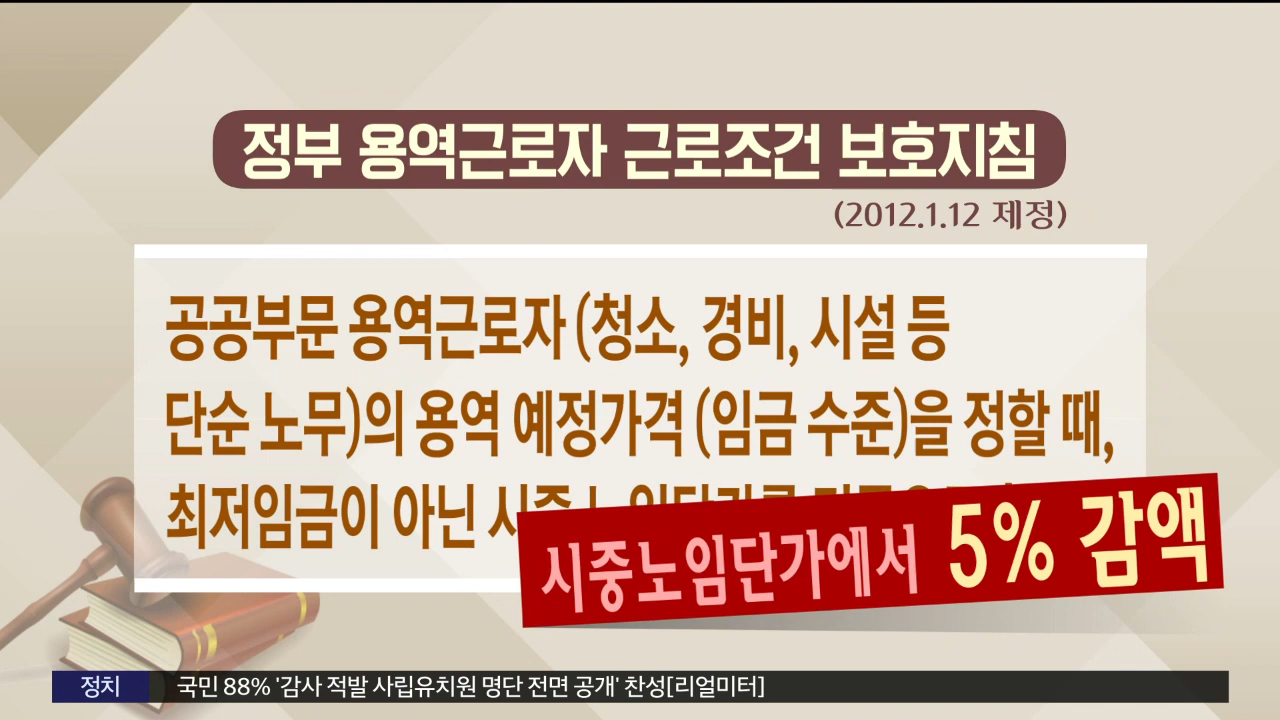 정부 용역근로자 근로조건 보호지침
(2012.1.12 제정)
공공부문 용역근로자 (청소, 경비, 시설 등
단순 노무)의 용역 예정가격 (임금 수준)을 정할 때,
최저임금이 아닌
시중노임단가에서 5% 감액
정치 국민 88% '감사 적발 사립유치원 명단 전면 공개' 찬성[리얼미터]